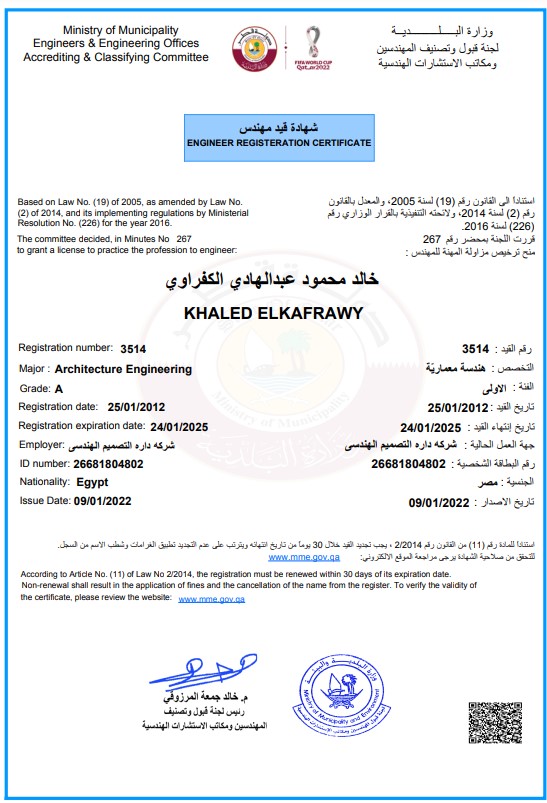 Ministry of Municipality
Engineers & Engineering Offices
Accrediting & Classifying Committee
FIFA WORLD CUP
Qatar2022
وزارة البـلـــــــــديـــة
لجنة قبول وتصنيف المهندسين
ومكاتب الاستشارات الهندسية
شهادة قيد مهندس
ENGINEER REGISTERATION CERTIFICATE
Based on Law No. (19) of 2005, as amended by Law No.
(2) of 2014, and its implementing regulations by Ministerial
Resolution No. (226) for the year 2016.
The committee decided, in Minutes No 267
to grant a license to practice the profession to engineer:
استناداً الى القانون رقم (19) لسنة 2005، والمعدل بالقانون
رقم (2) لسنة 2014، ولائحته التنفيذية بالقرار الوزاري رقم
(226) لسنة 2016.
قررت اللجنة بمحضر رقم 267
منح ترخيص مزاولة المهنة للمهندس :
خالد محمود عبدالهادي الكفراوي
KHALED ELKAFRAWY
Registration number: 3514
رقم القيد : 3514
Major : Architecture Engineering
التخصص: هندسة معماريّة
Grade: A
الفئة : الاولى
Registration date: 25/01/2012
تاريخ القيد : 25/01/2012
Registration expiration date: 24/01/2025
تاريخ إنتهاء القيد : 24/01/2025
Employer: شركه داره التصميم الهندسى
جهة العمل الحالية : شركه داره التصميم الهندسى
ID number: 26681804802
رقم البطاقة الشخصية : 26681804802
Nationality: Egypt
الجنسية : مصر
Issue Date: 09/01/2022
تاريخ الاصدار : 09/01/2022
استناداً للمادة رقم (11) من القانون رقم 2/2014 ، يجب تجديد القيد خلال 30 يوماً من تاريخ انتهائه ويترتب على عدم التجديد تطبيق الغرامات وشطب الاسم من السجل.
للتحقق من صلاحية الشهادة يرجى مراجعة الموقع الالكتروني: www.mme.gov.qa
According to Article No. (11) of Law No 2/2014, the registration must be renewed within 30 days of its expiration date.
Non-renewal shall result in the application of fines and the cancellation of the name from the register. To verify the validity of
the certificate, please review the website: www.mme.gov.qa
م. خالد جمعة المرزوقي
رئيس لجنة قبول وتصنيف
المهندسين ومكاتب الاستشارات الهندسية
وزارة البلدية والبيئة
Ministry of Municipality and Environment